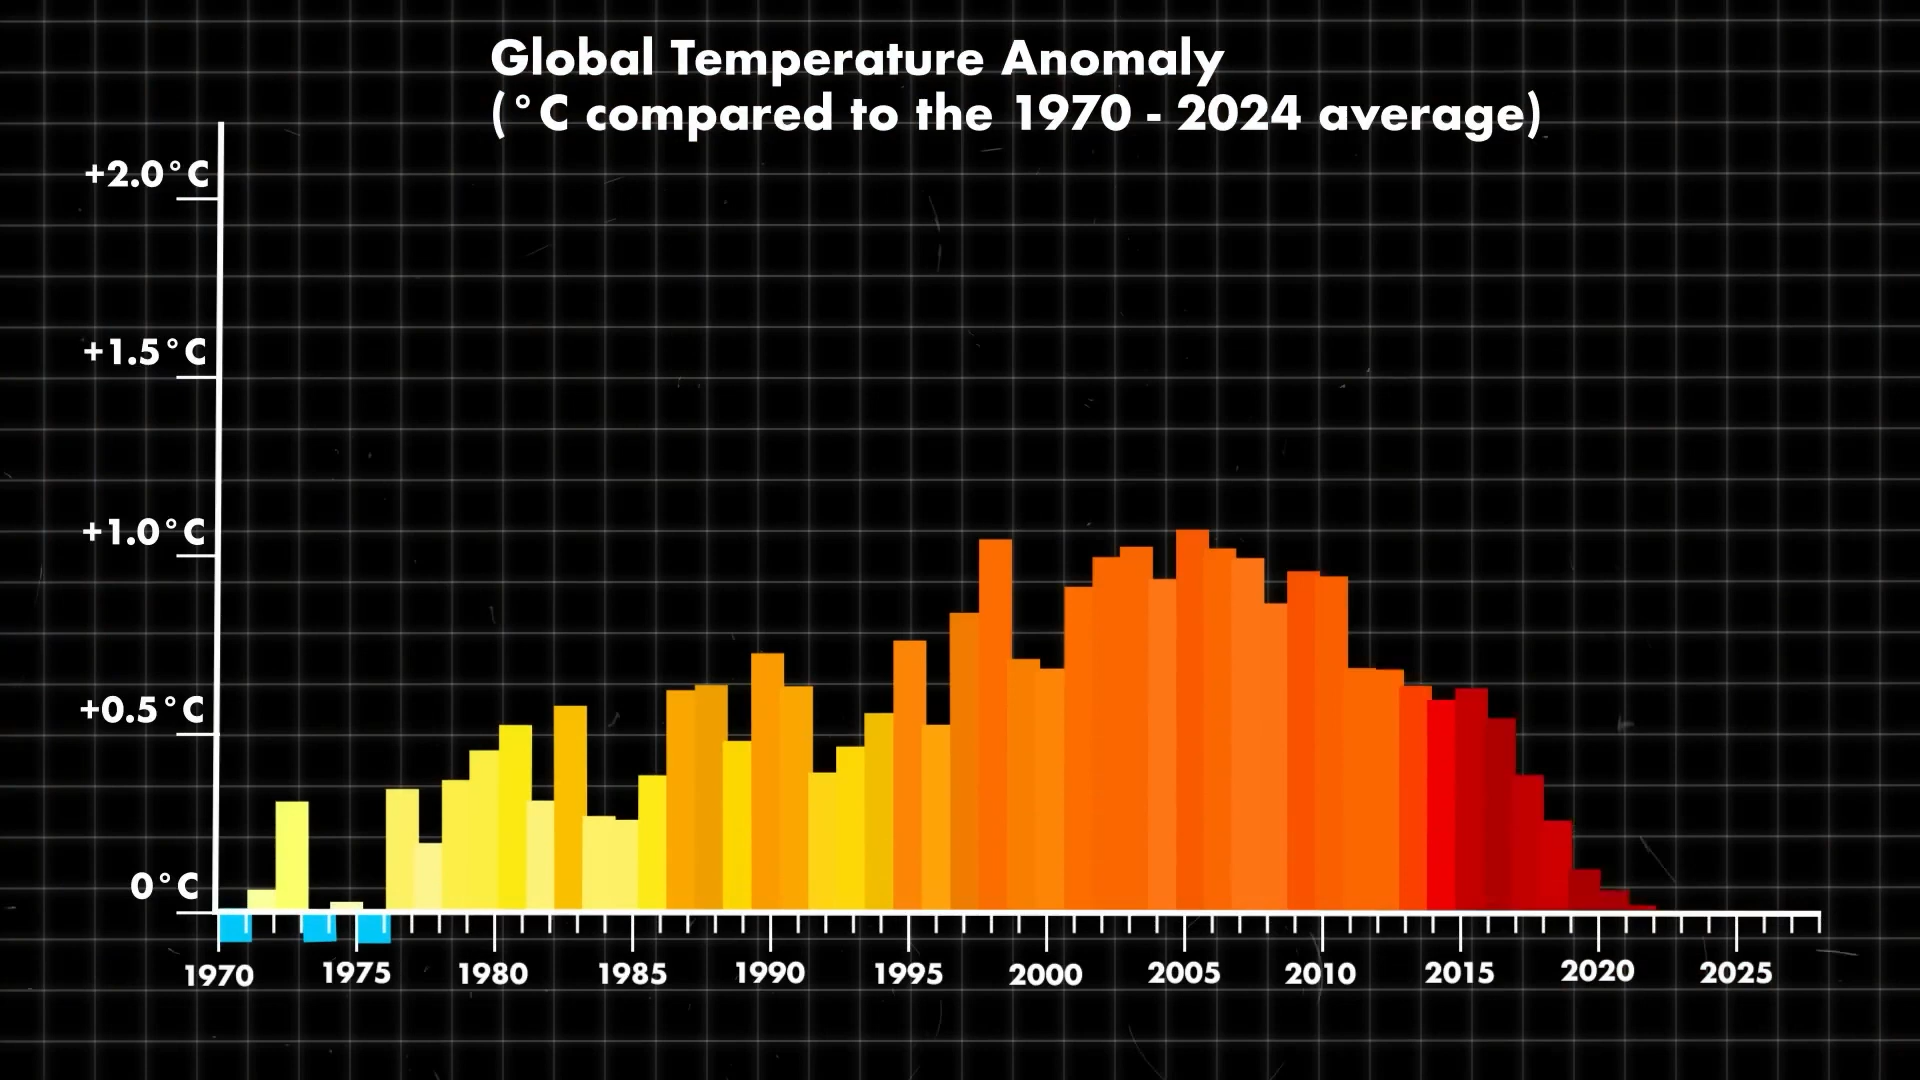 Global Temperature Anomaly
(°C compared to the 1970 - 2024 average)
+2.0°C
+1.5°C
+1.0°C
+0.5°C
0°C
1970 1975 1980 1985 1990 1995 2000 2005 2010 2015 2020 2025